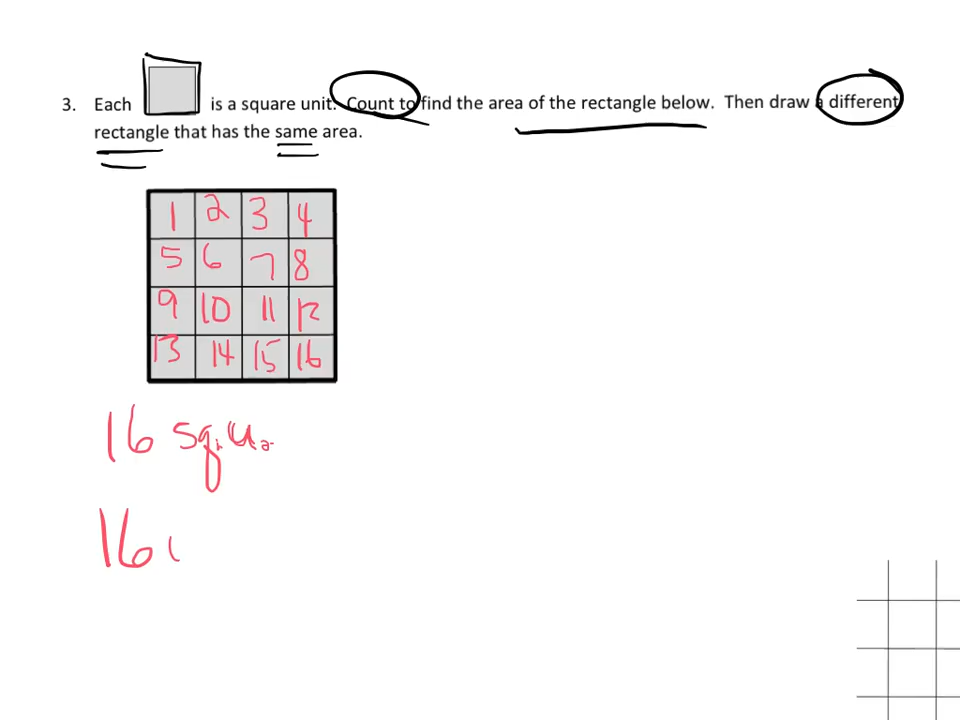 3. Each is a square unit. Count to find the area of the rectangle below. Then draw a different
rectangle that has the same area.
1 2 3 4
5 6 7 8
9 10 11 12
13 14 15 16
16 sq. u.
16